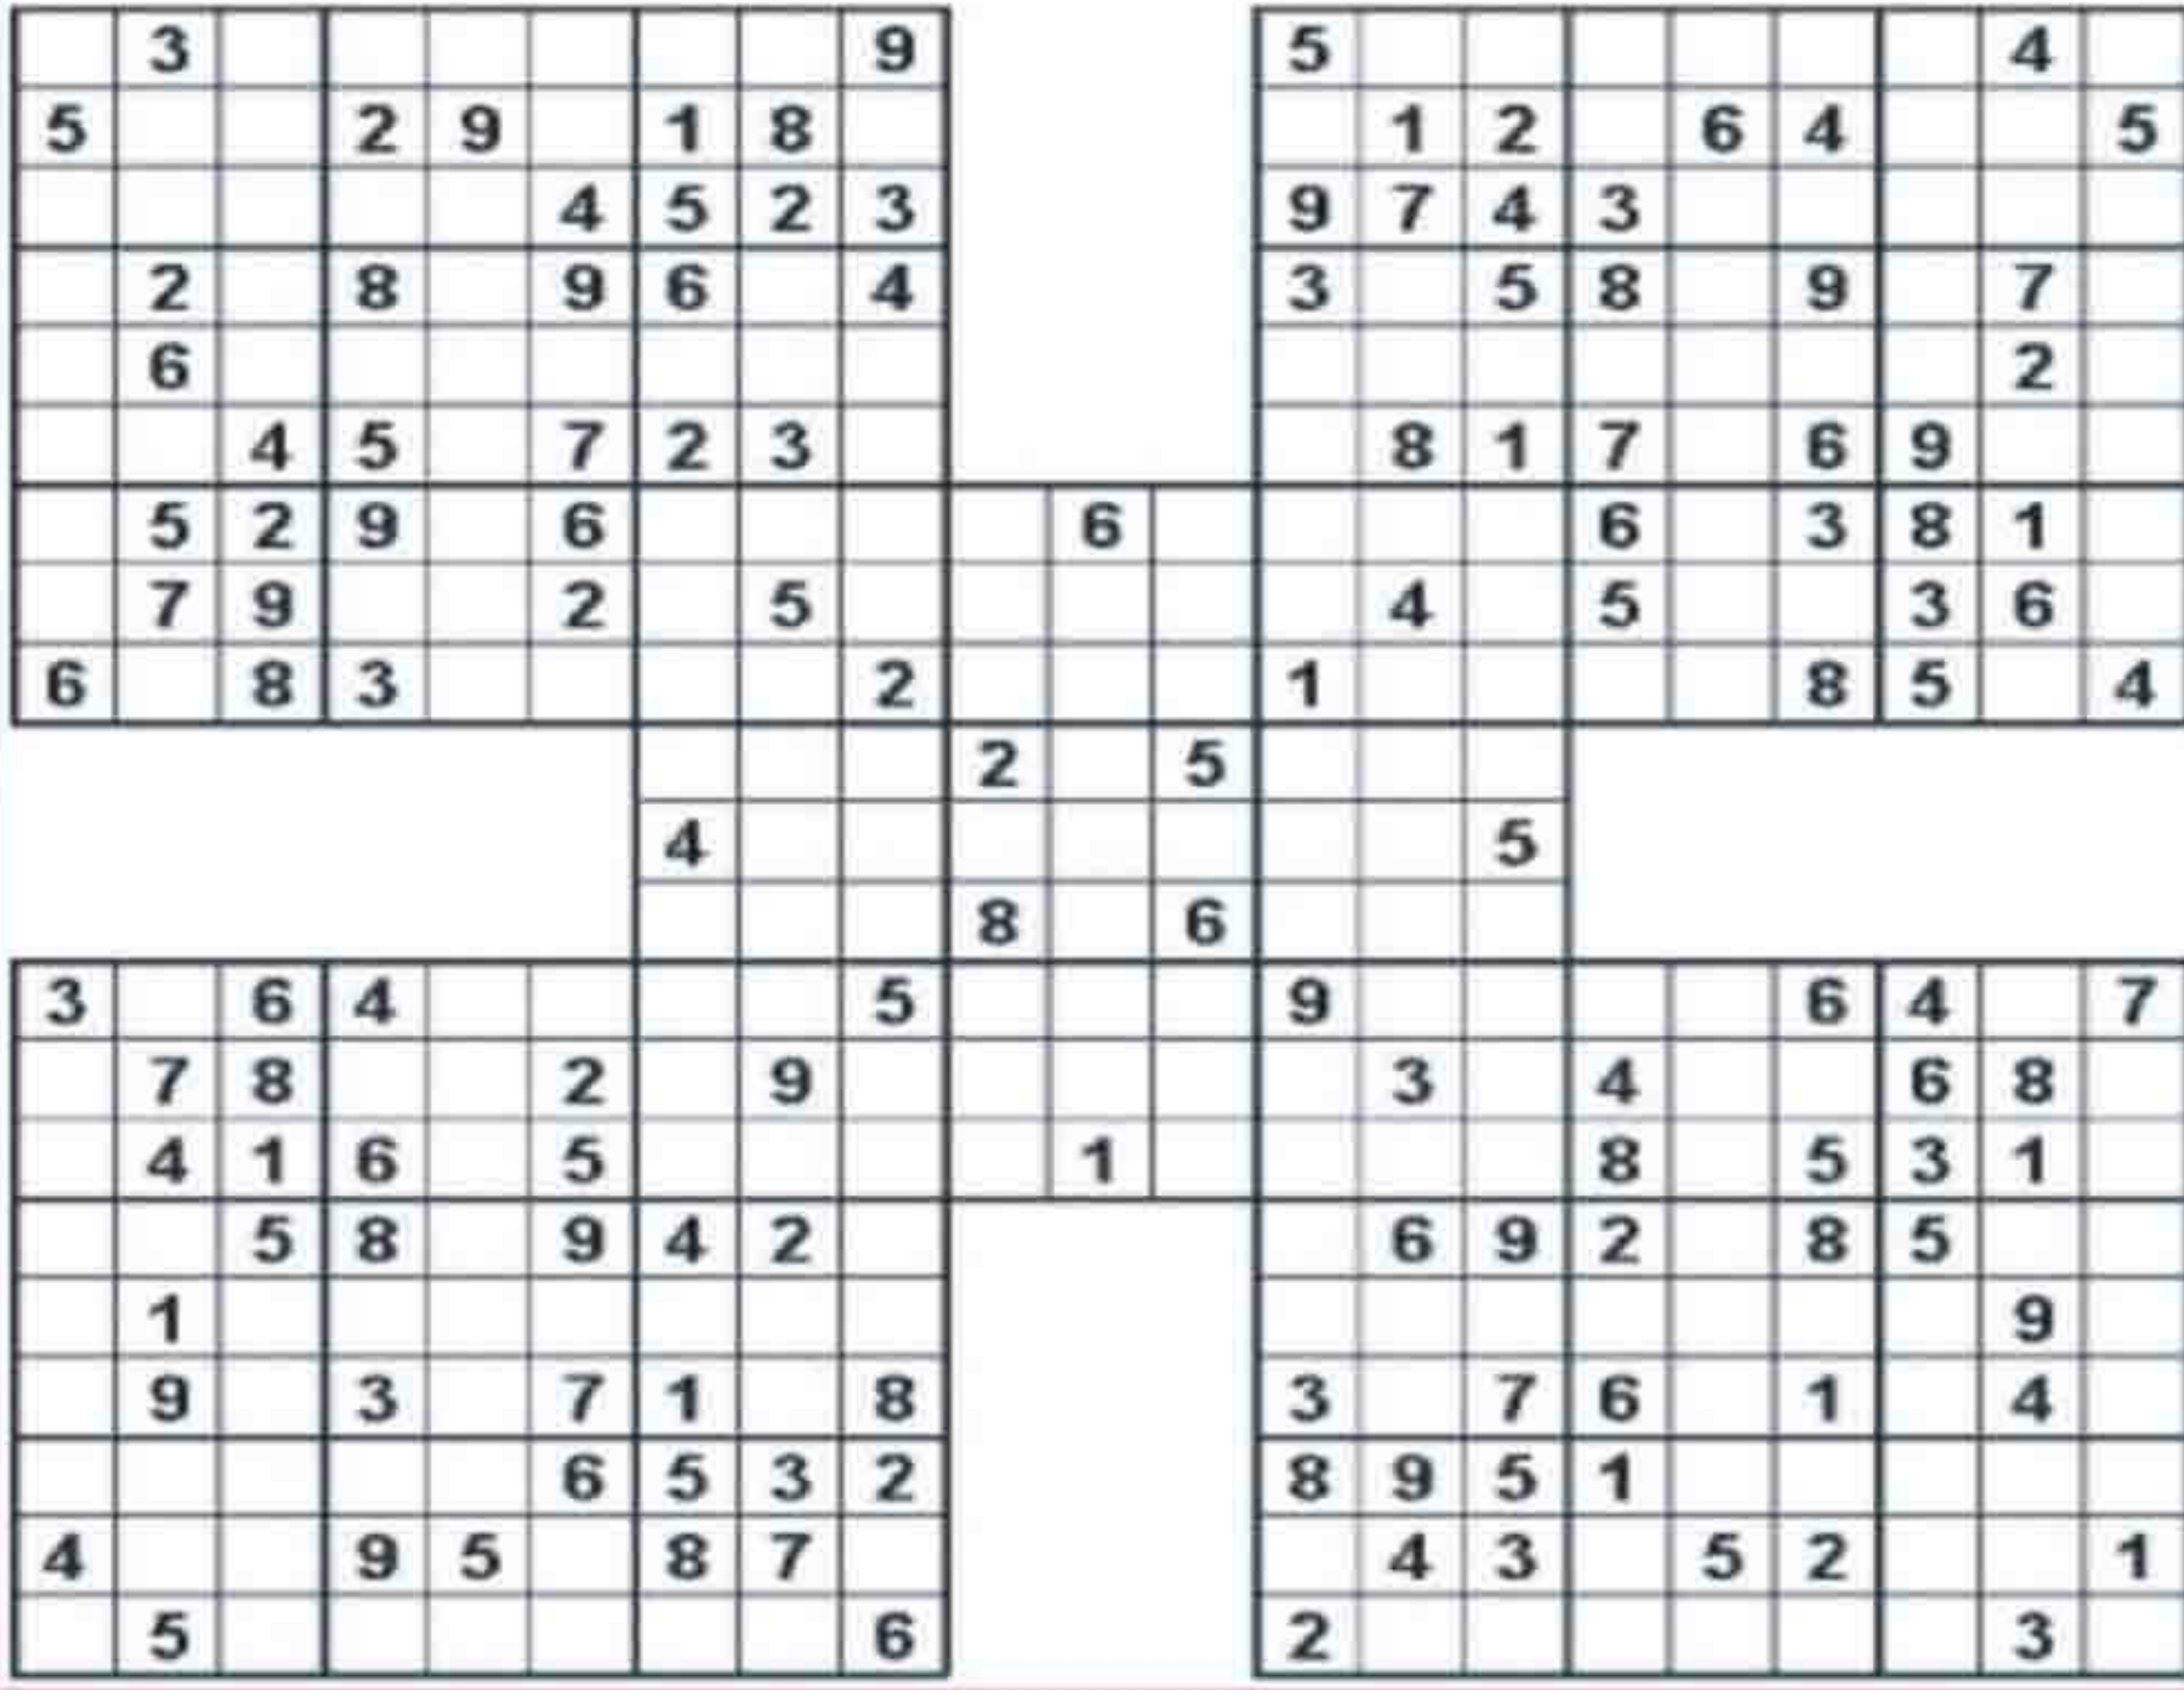 3 9 5 4
5 2 9 1 8 1 2 6 4 5
4 5 2 3 9 7 4 3
2 8 9 6 4 3 5 8 9 7
6 2
4 5 7 2 3 8 1 7 6 9
5 2 9 6 6 6 3 8 1
7 9 2 5 4 5 3 6
6 8 3 2 1 8 5 4
2 5
4 5
8 6
3 6 4 5 9 6 4 7
7 8 2 9 3 4 6 8
4 1 6 5 1 8 5 3 1
5 8 9 4 2 6 9 2 8 5
1 9
9 3 7 1 8 3 7 6 1 4
6 5 3 2 8 9 5 1
4 9 5 8 7 4 3 5 2 1
5 6 2 3